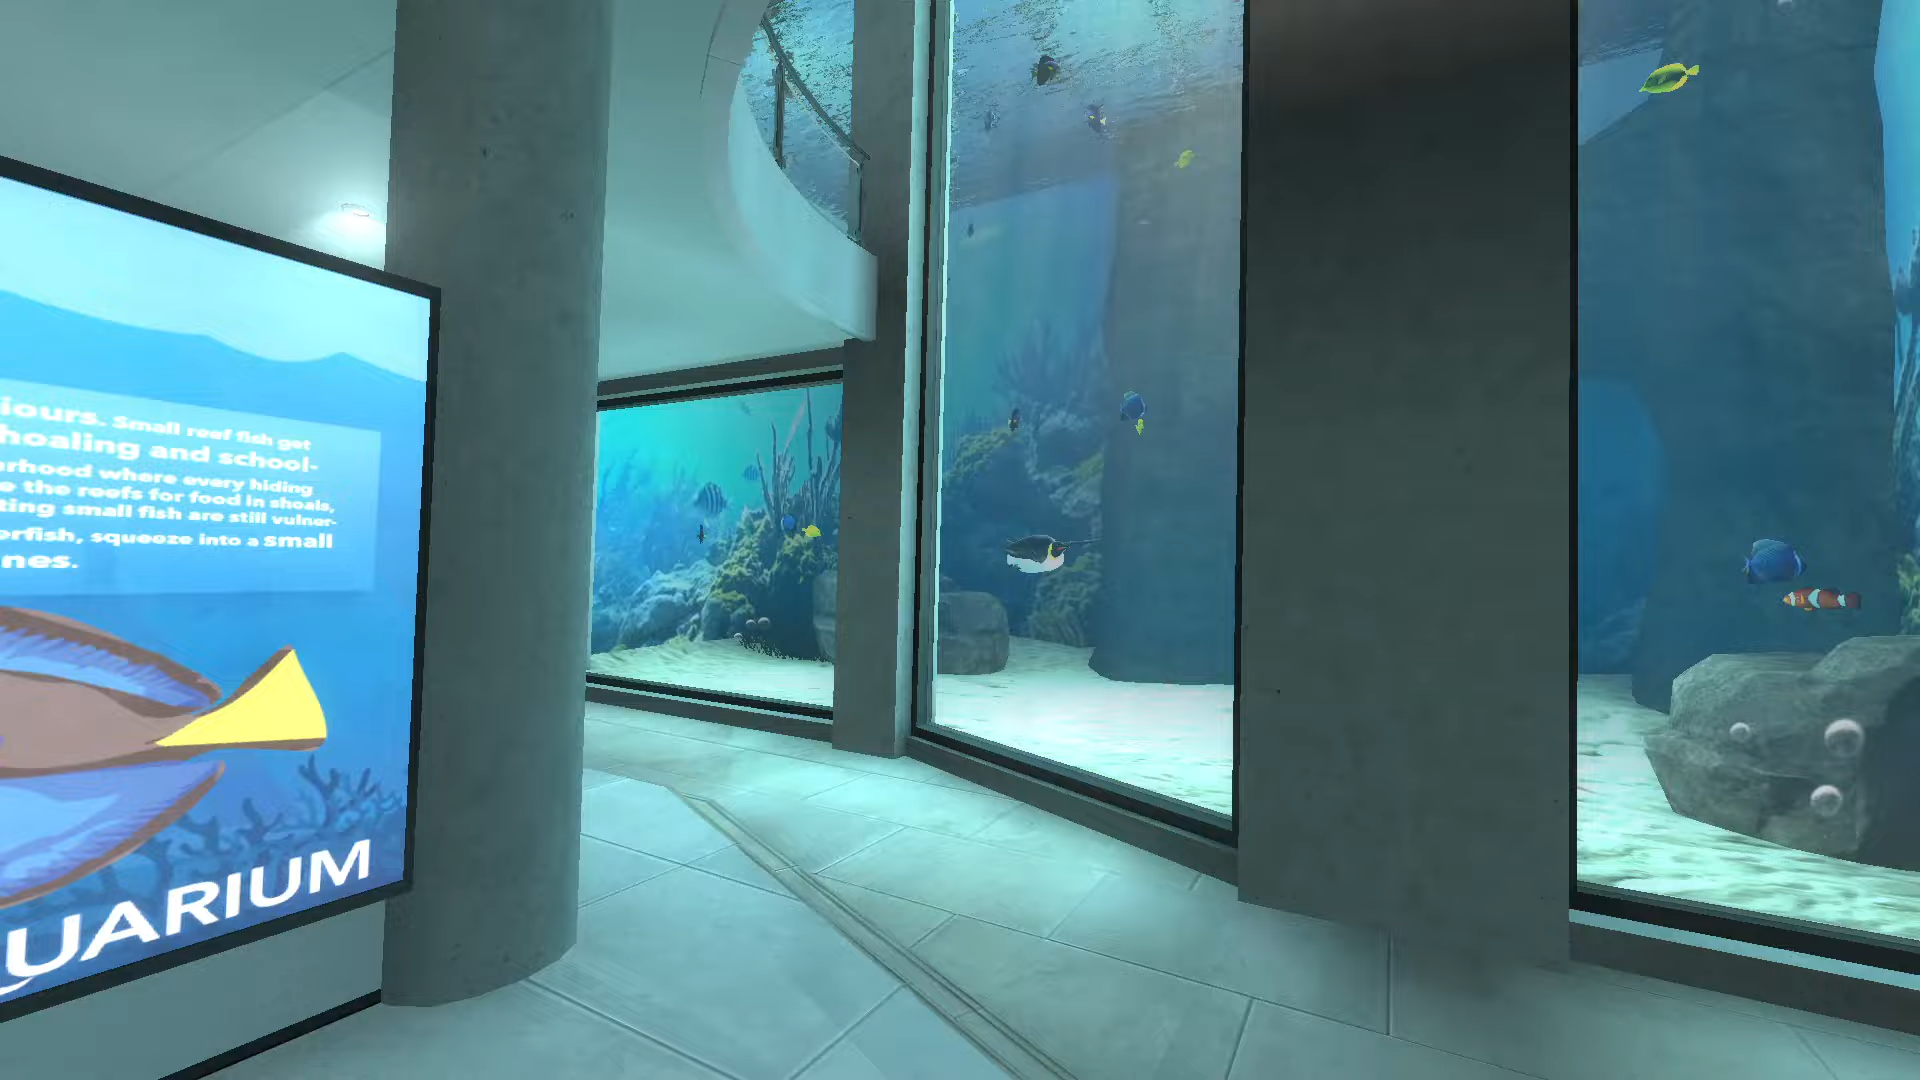 iours. Small reef fish get
hoaling and school-
rhood where every hiding
e the reefs for food in shoals,
ting small fish are still vulner-
erfish, squeeze into a small
nes.
UARIUM